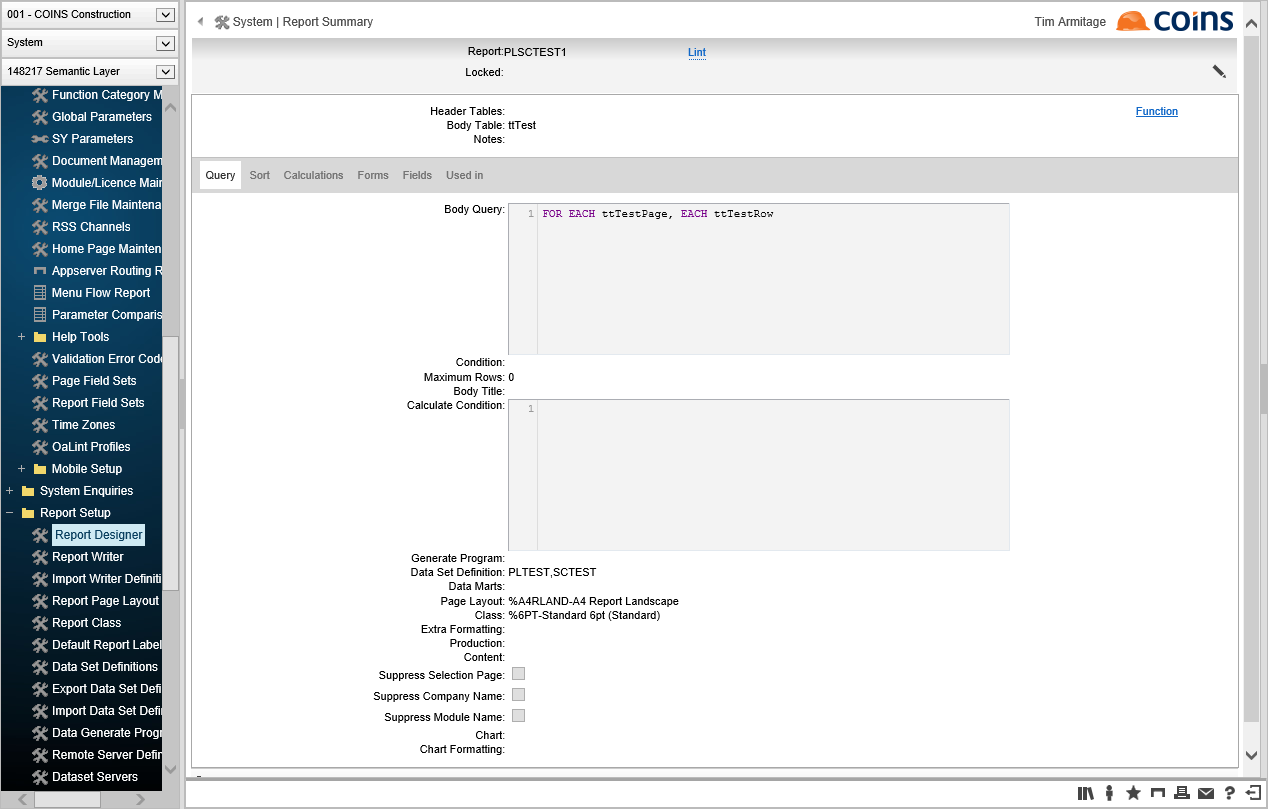 001 - COINS Construction
System
148217 Semantic Layer
Function Category M
Global Parameters
SY Parameters
Document Managem
Module/Licence Mai
Merge File Maintena
RSS Channels
Home Page Mainten
Appserver Routing R
Menu Flow Report
Parameter Comparis
Help Tools
Validation Error Code
Page Field Sets
Report Field Sets
Time Zones
OaLint Profiles
Mobile Setup
System Enquiries
Report Setup
Report Designer
Report Writer
Import Writer Definiti
Report Page Layout
Report Class
Default Report Label
Data Set Definitions
Export Data Set Defi
Import Data Set Defi
Data Generate Progr
Remote Server Defin
Dataset Servers
System | Report Summary
Tim Armitage
coins
Report: PLSCTEST1
Lint
Locked:
Header Tables:
Function
Body Table: ttTest
Notes:
Query Sort Calculations Forms Fields Used in
Body Query:
1 FOR EACH ttTestPage, EACH ttTestRow
Condition:
Maximum Rows: 0
Body Title:
Calculate Condition:
1
Generate Program:
Data Set Definition: PLTEST,SCTEST
Data Marts:
Page Layout: %A4RLAND-A4 Report Landscape
Class: %6PT-Standard 6pt (Standard)
Extra Formatting:
Production:
Content:
Suppress Selection Page:
Suppress Company Name:
Suppress Module Name:
Chart:
Chart Formatting: